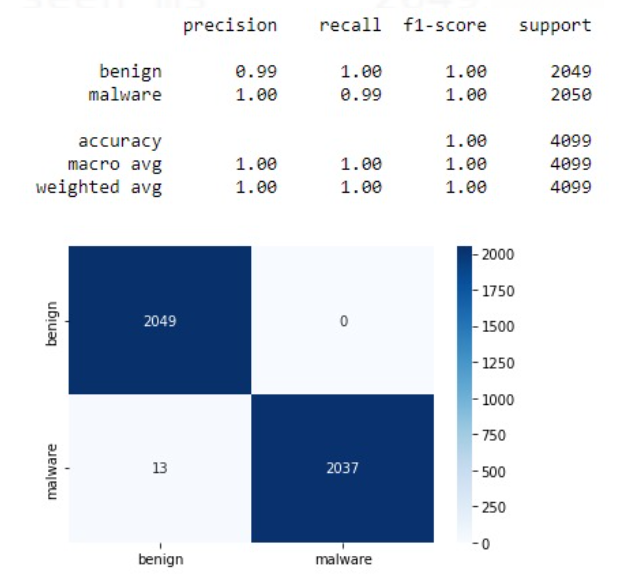 precision recall f1-score support
benign 0.99 1.00 1.00 2049
malware 1.00 0.99 1.00 2050
accuracy 1.00 4099
macro avg 1.00 1.00 1.00 4099
weighted avg 1.00 1.00 1.00 4099
benign 2049 0
malware 13 2037
benign malware
2000
1750
1500
1250
1000
750
500
250
0